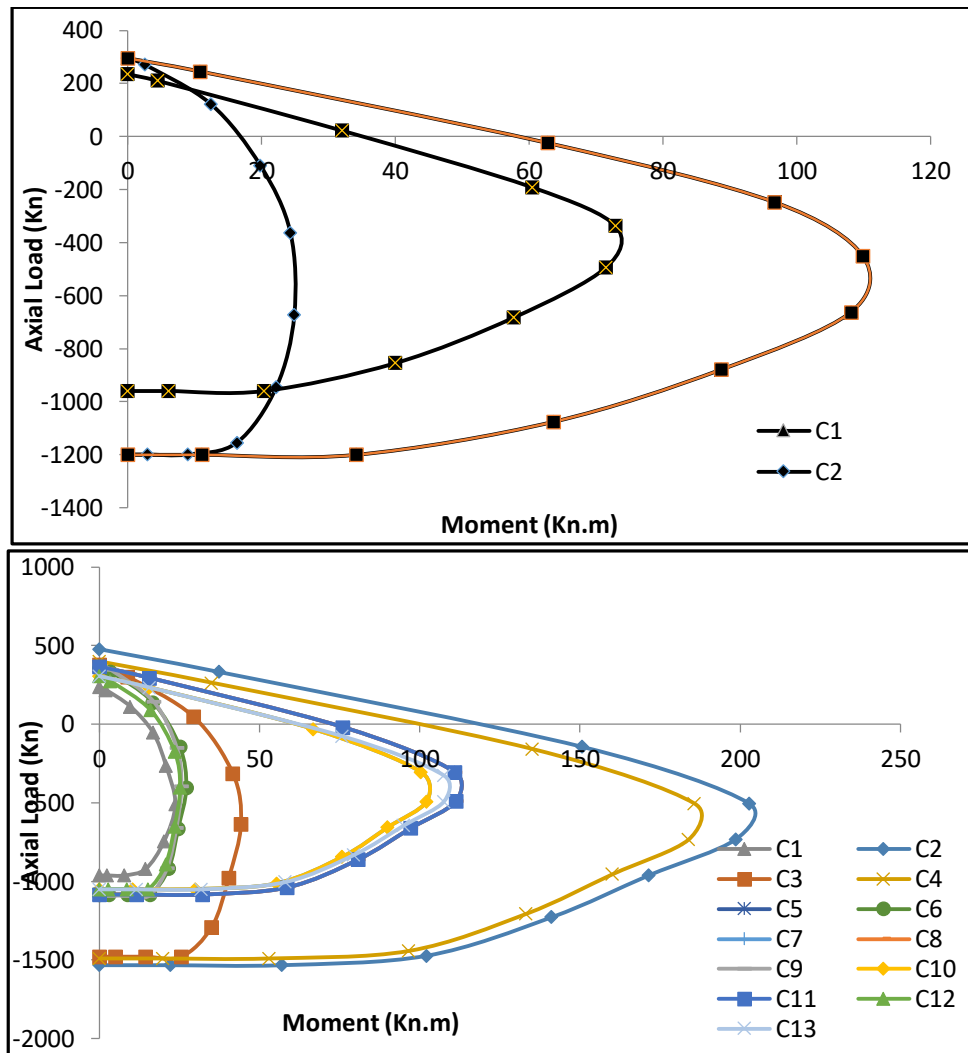 400
200
0
-200
-400
-600
-800
-1000
-1200
-1400
0 20 40 60 80 100 120
Axial Load (Kn)
Moment (Kn.m)
C1
C2
1000
500
0
500
-1000
-1500
-2000
0 50 100 150 200 250
Axial Load (Kn)
Moment (Kn.m)
C1 C2
C3 C4
C5 C6
C7 C8
C9 C10
C11 C12
C13